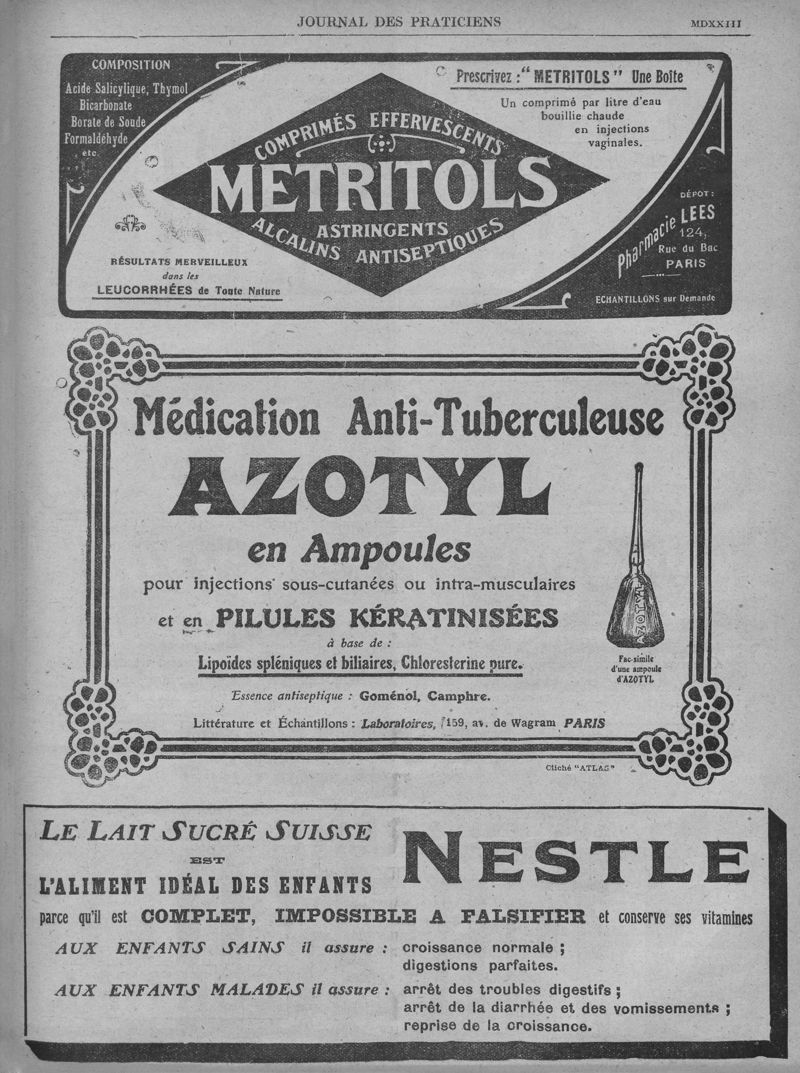 JOURNAL DES PRATICIENS
MDXXIII
COMPOSITION
Acide Salicylique, Thymol
Bicarbonate
Borate de Soude
Formaldéhyde
etc.
Prescrivez : "METRITOLS" Une Boîte
Un comprimé par litre d'eau
bouillie chaude
en injections
vaginales.
COMPRIMÉS EFFERVESCENTS
METRITOLS
ASTRINGENTS
ALCALINS ANTISEPTIQUES
RÉSULTATS MERVEILLEUX
dans les
LEUCORRHÉES de Toute Nature
DÉPOT :
Pharmacie LEES
124,
Rue du Bac
PARIS
ECHANTILLONS sur Demande
Médication Anti-Tuberculeuse
AZOTYL
en Ampoules
pour injections sous-cutanées ou intra-musculaires
et en PILULES KÉRATINISÉES
à base de :
Lipoïdes spléniques et biliaires, Chloresterine pure.
Essence antiseptique : Goménol, Camphre.
Littérature et Échantillons : Laboratoires, 159, av. de Wagram PARIS
AZOTYL
Fac-simile
d'une ampoule
d'AZOTYL
Cliché "ATLAS"
LE LAIT SUCRÉ SUISSE
EST
L'ALIMENT IDÉAL DES ENFANTS
NESTLE
parce qu'il est COMPLET, IMPOSSIBLE A FALSIFIER et conserve ses vitamines
AUX ENFANTS SAINS il assure : croissance normale ;
digestions parfaites.
AUX ENFANTS MALADES il assure : arrêt des troubles digestifs ;
arrêt de la diarrhée et des vomissements ;
reprise de la croissance.